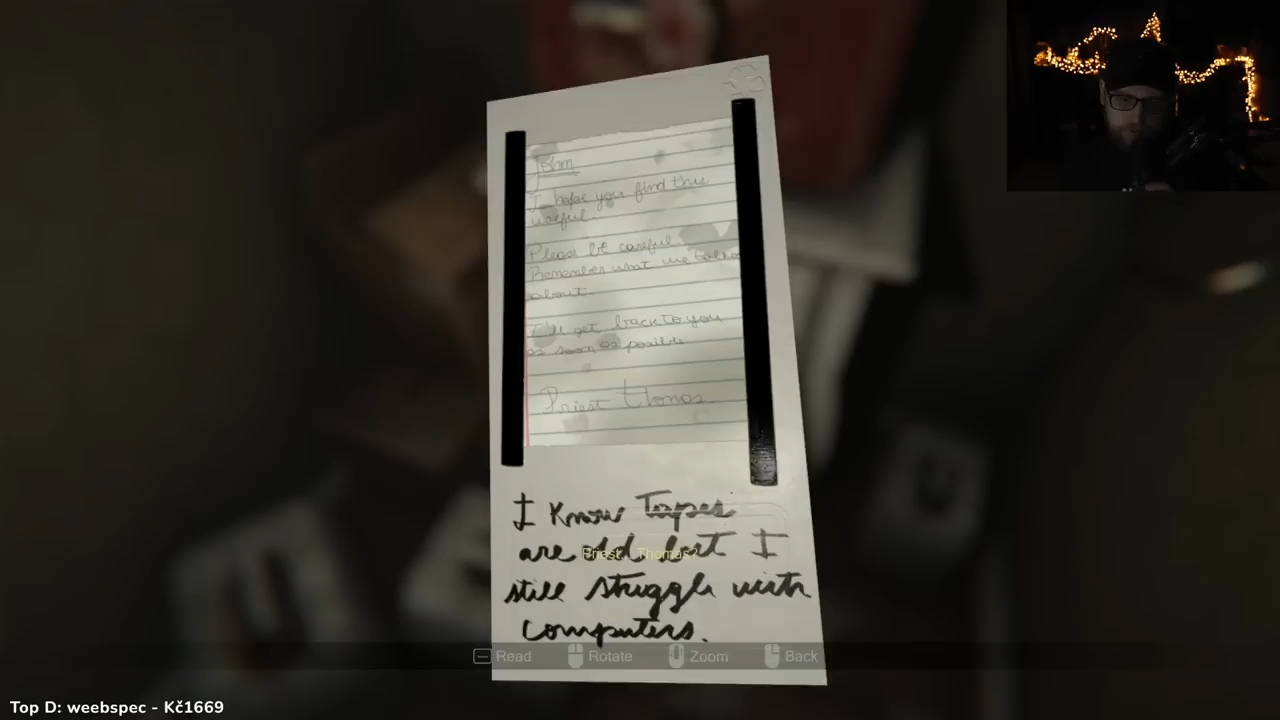 John
I hope you find this
useful.
Please be careful.
Remember what we talked
about.
I'll get back to you
as soon as posible
Priest Thomas.
I Know Tapes
are old but I
Priest Thomas?
still struggle with
computers.
Read Rotate Zoom Back
Top D: weebspec - Kč1669